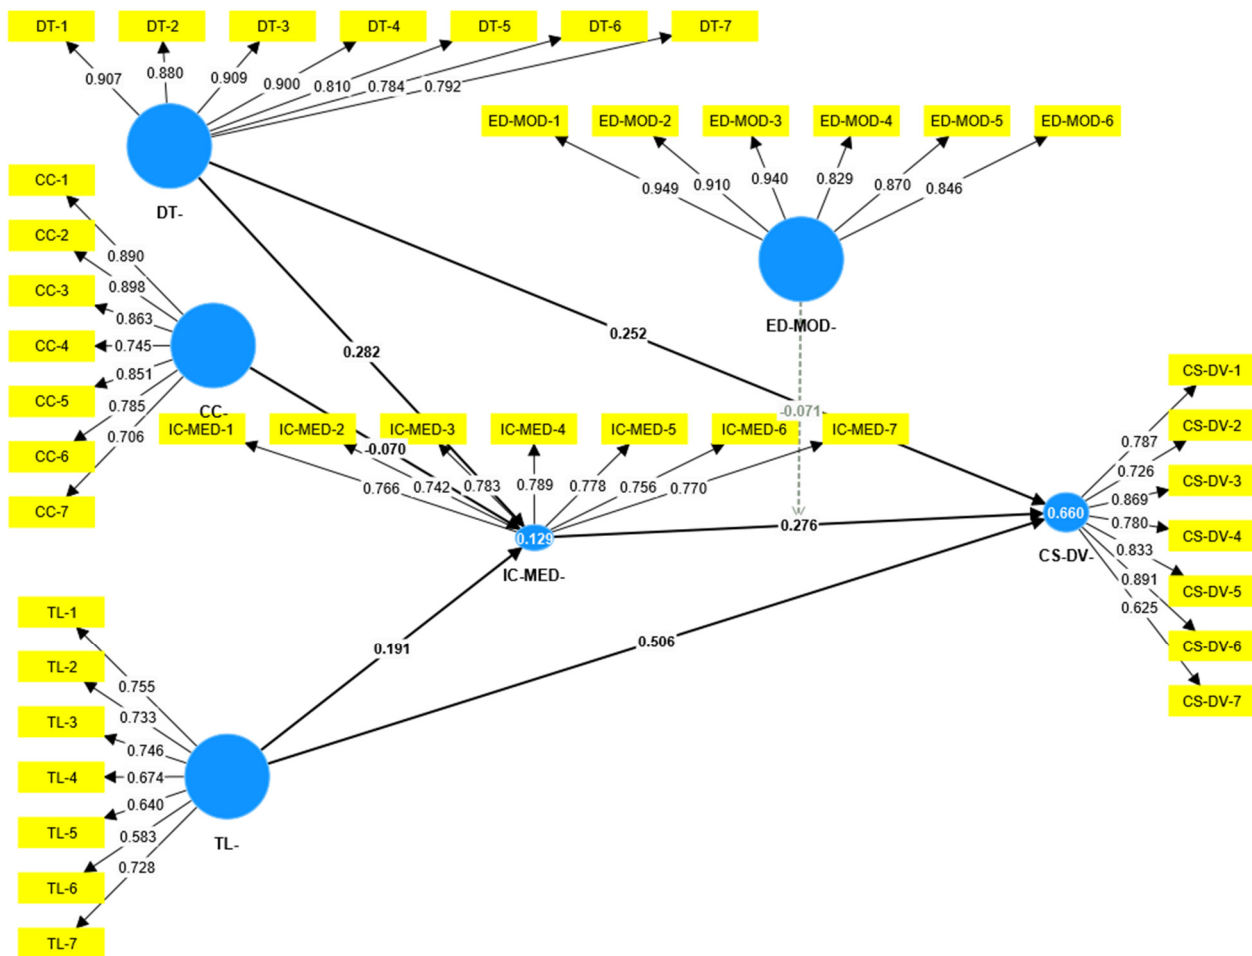 DT-1 DT-2 DT-3 DT-4 DT-5 DT-6 DT-7
0.907 0.880 0.909 0.900 0.810 0.784 0.792
DT-
ED-MOD-1 ED-MOD-2 ED-MOD-3 ED-MOD-4 ED-MOD-5 ED-MOD-6
0.949 0.910 0.940 0.829 0.870 0.846
ED-MOD-
CC-1
CC-2
CC-3
CC-4
CC-5
CC-6
CC-7
0.890
0.898
0.863
0.745
0.851
0.785
0.706
CC-
0.282
0.252
-0.070
-0.071
IC-MED-1 IC-MED-2 IC-MED-3 IC-MED-4 IC-MED-5 IC-MED-6 IC-MED-7
0.766 0.742 0.783 0.789 0.778 0.756 0.770
0.129
IC-MED-
0.276
0.660
CS-DV-
CS-DV-1
CS-DV-2
CS-DV-3
CS-DV-4
CS-DV-5
CS-DV-6
CS-DV-7
0.787
0.726
0.869
0.780
0.833
0.891
0.625
0.191
0.506
TL-1
TL-2
TL-3
TL-4
TL-5
TL-6
TL-7
0.755
0.733
0.746
0.674
0.640
0.583
0.728
TL-